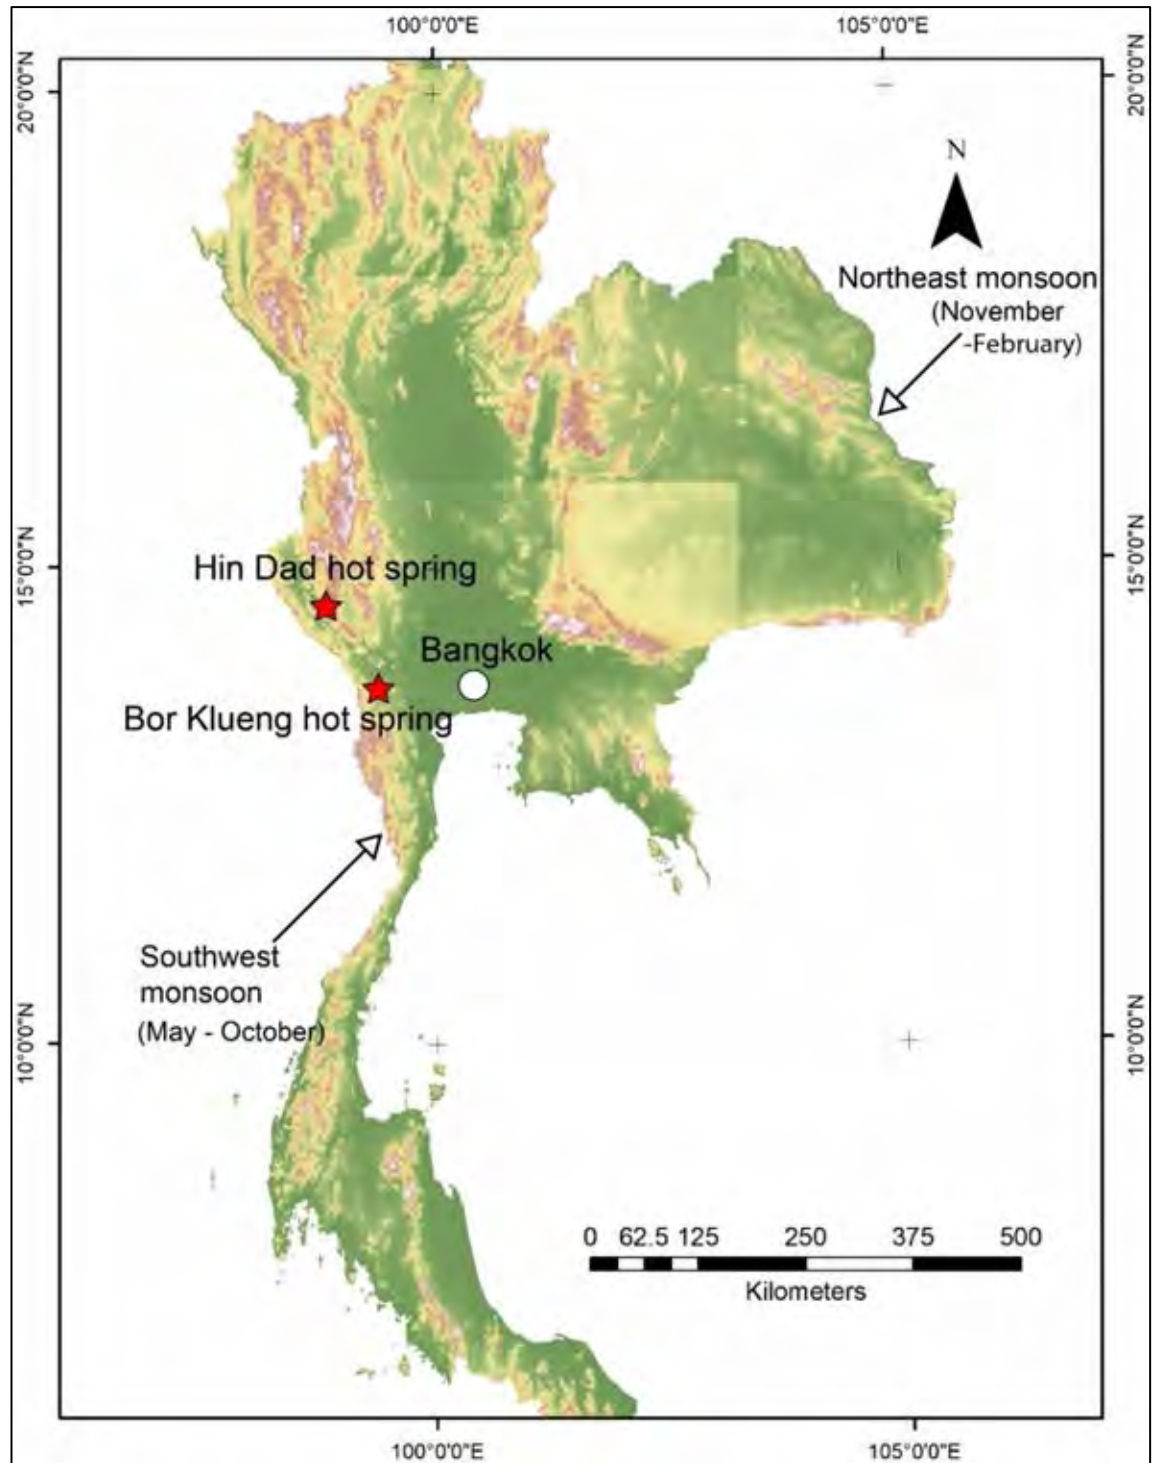 100°0'0"E
105°0'0"E
20°0'0"N
20°0'0"N
N
Northeast monsoon
(November
-February)
15°0'0"N
15°0'0"N
Hin Dad hot spring
Bangkok
Bor Klueng hot spring
Southwest
monsoon
(May - October)
10°0'0"N
10°0'0"N
0 62.5 125 250 375 500
Kilometers
100°0'0"E
105°0'0"E